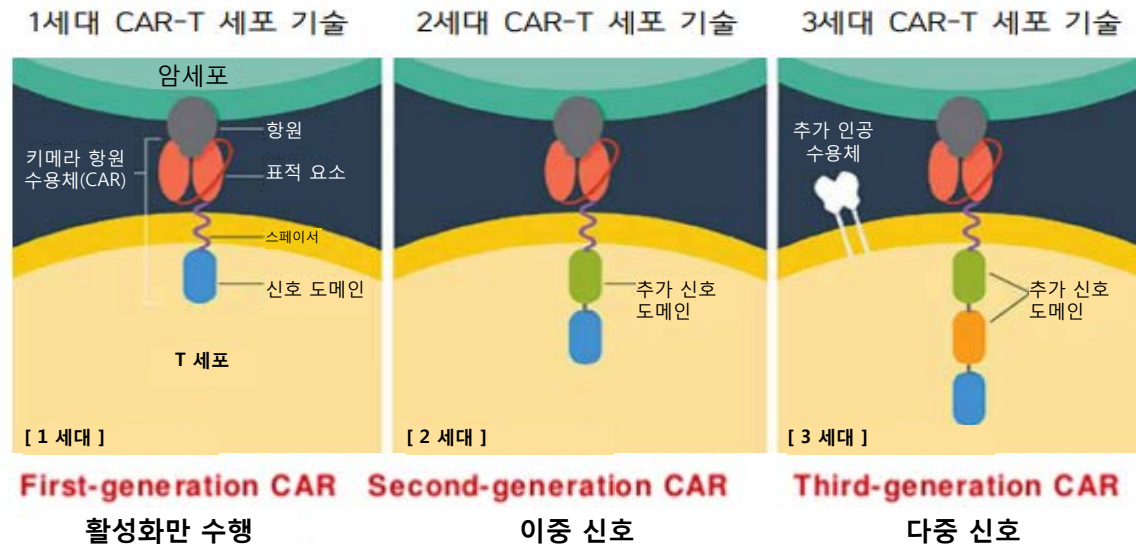 1세대 CAR-T 세포 기술
2세대 CAR-T 세포 기술
3세대 CAR-T 세포 기술
암세포
항원
키메라 항원
수용체(CAR)
표적 요소
스페이서
신호 도메인
T 세포
[ 1 세대 ]
추가 신호
도메인
[ 2 세대 ]
추가 인공
수용체
추가 신호
도메인
[ 3 세대 ]
First-generation CAR
Second-generation CAR
Third-generation CAR
활성화만 수행
이중 신호
다중 신호